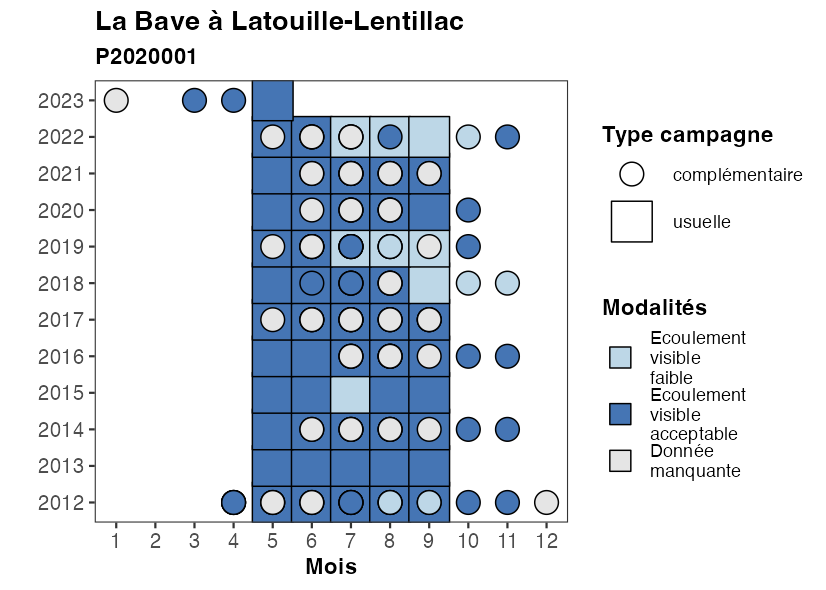 La Bave à Latouille-Lentillac
P2020001
2023
2022
2021
2020
2019
2018
2017
2016
2015
2014
2013
2012
1 2 3 4 5 6 7 8 9 10 11 12
Mois
Type campagne
complémentaire
usuelle
Modalités
Ecoulement
visible
faible
Ecoulement
visible
acceptable
Donnée
manquante